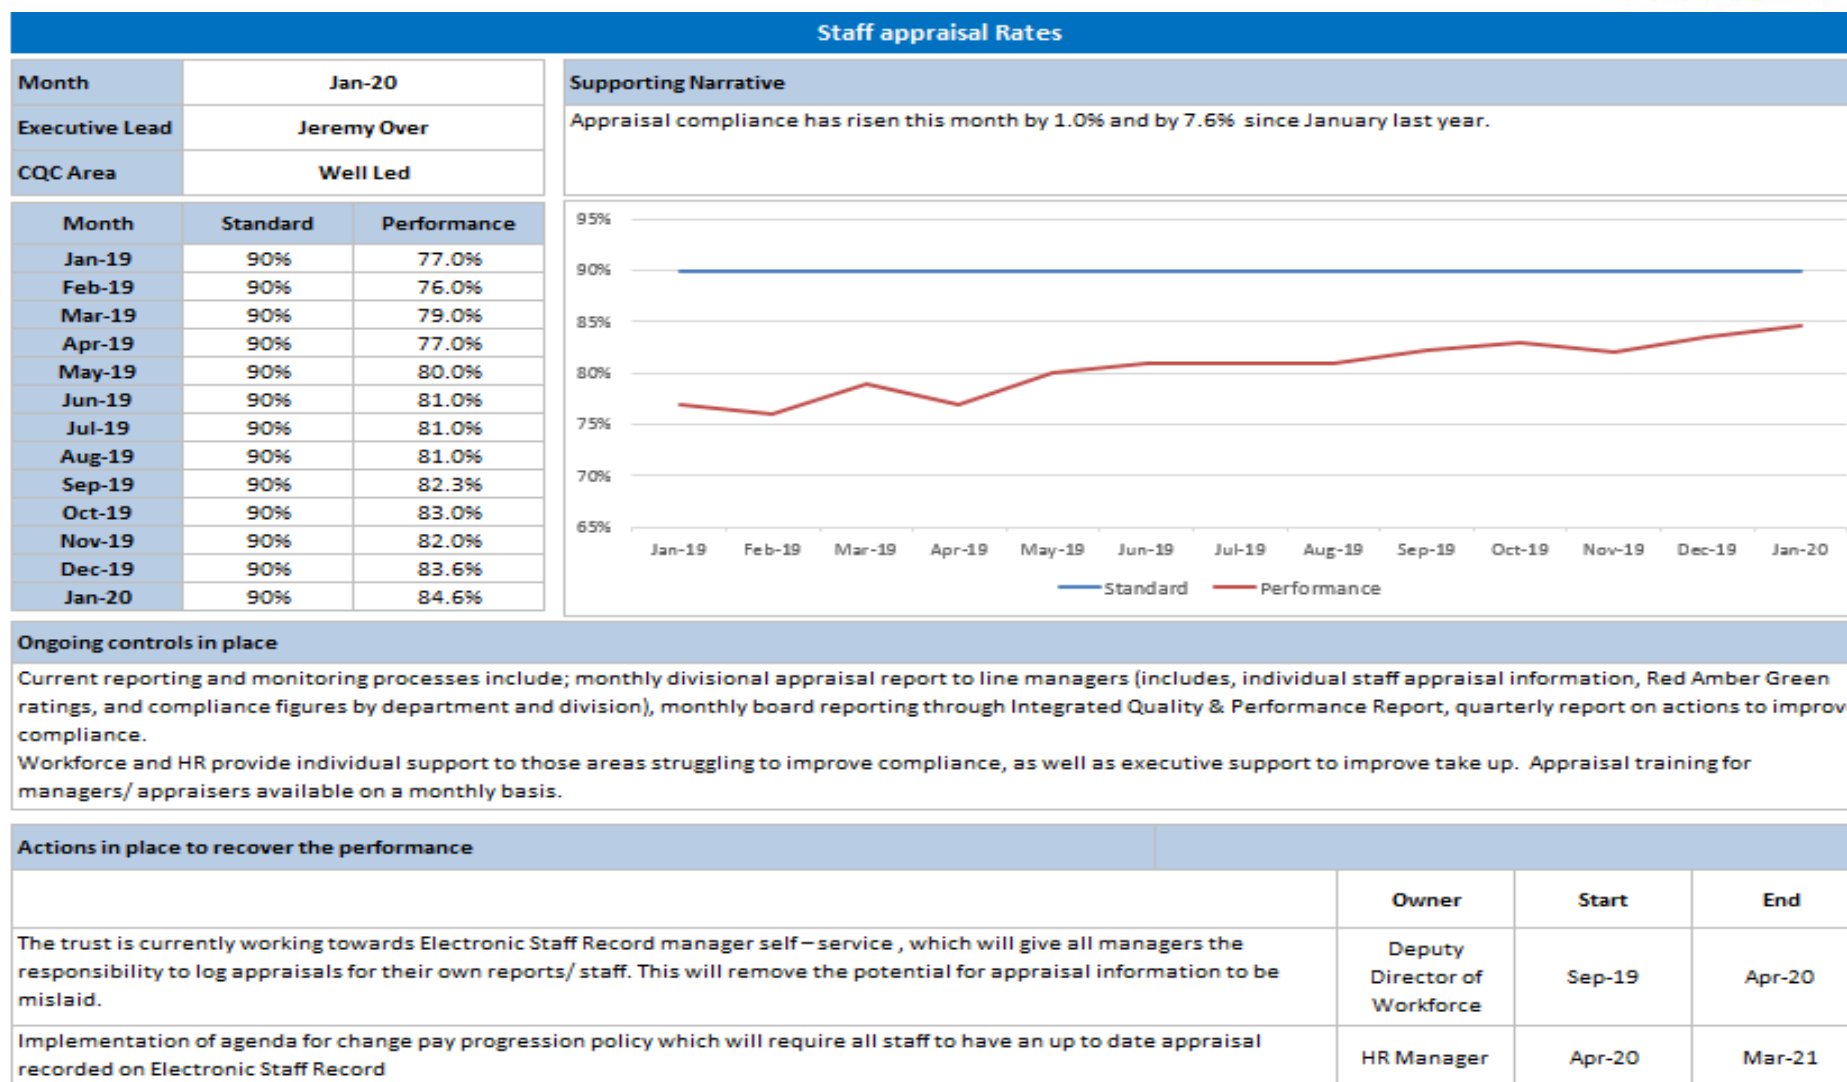 Staff appraisal Rates
Month Jan-20
Executive Lead Jeremy Over
CQC Area Well Led
Supporting Narrative
Appraisal compliance has risen this month by 1.0% and by 7.6% since January last year.
Month Standard Performance
Jan-19 90% 77.0%
Feb-19 90% 76.0%
Mar-19 90% 79.0%
Apr-19 90% 77.0%
May-19 90% 80.0%
Jun-19 90% 81.0%
Jul-19 90% 81.0%
Aug-19 90% 81.0%
Sep-19 90% 82.3%
Oct-19 90% 83.0%
Nov-19 90% 82.0%
Dec-19 90% 83.6%
Jan-20 90% 84.6%
95%
90%
85%
80%
75%
70%
65%
Jan-19 Feb-19 Mar-19 Apr-19 May-19 Jun-19 Jul-19 Aug-19 Sep-19 Oct-19 Nov-19 Dec-19 Jan-20
Standard Performance
Ongoing controls in place
Current reporting and monitoring processes include; monthly divisional appraisal report to line managers (includes, individual staff appraisal information, Red Amber Green
ratings, and compliance figures by department and division), monthly board reporting through Integrated Quality & Performance Report, quarterly report on actions to improv
compliance.
Workforce and HR provide individual support to those areas struggling to improve compliance, as well as executive support to improve take up. Appraisal training for
managers/ appraisers available on a monthly basis.
Actions in place to recover the performance
Owner Start End
The trust is currently working towards Electronic Staff Record manager self – service , which will give all managers the
responsibility to log appraisals for their own reports/ staff. This will remove the potential for appraisal information to be
mislaid.
Deputy
Director of
Workforce
Sep-19 Apr-20
Implementation of agenda for change pay progression policy which will require all staff to have an up to date appraisal
recorded on Electronic Staff Record
HR Manager Apr-20 Mar-21